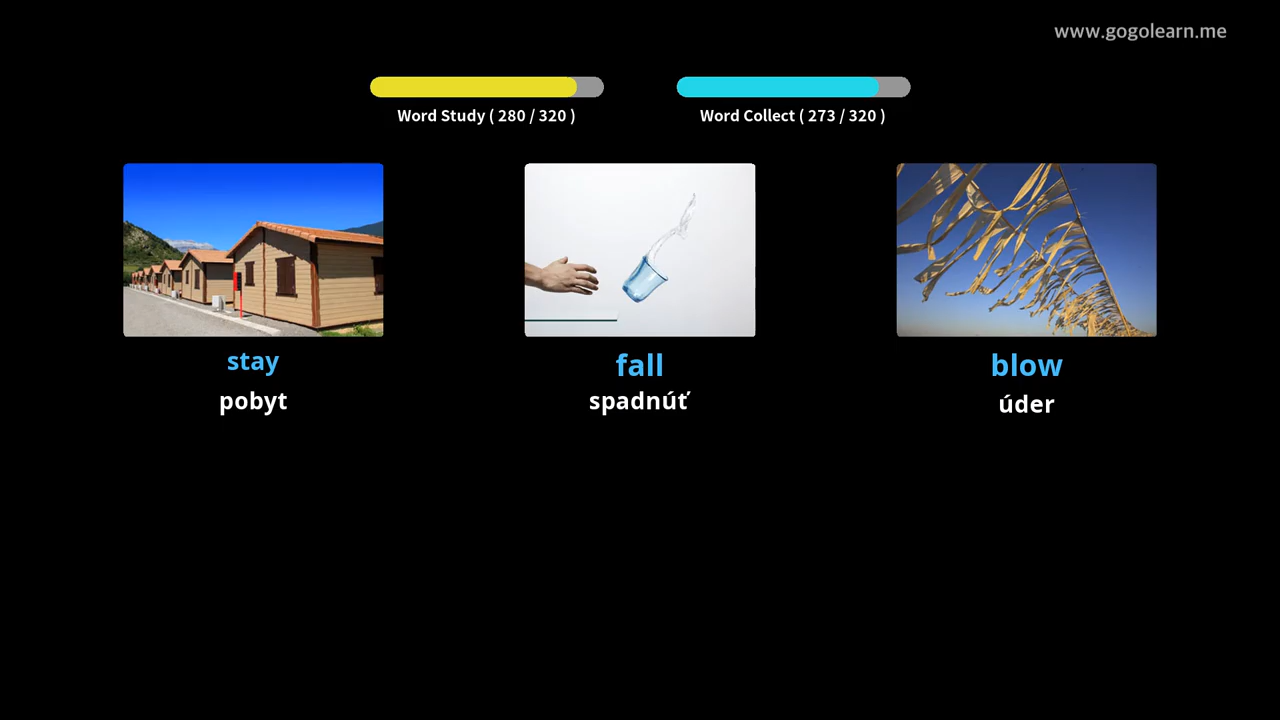 www.gogolearn.me
Word Study ( 280 / 320 )
Word Collect ( 273 / 320 )
stay
pobyt
fall
spadnúť
blow
úder